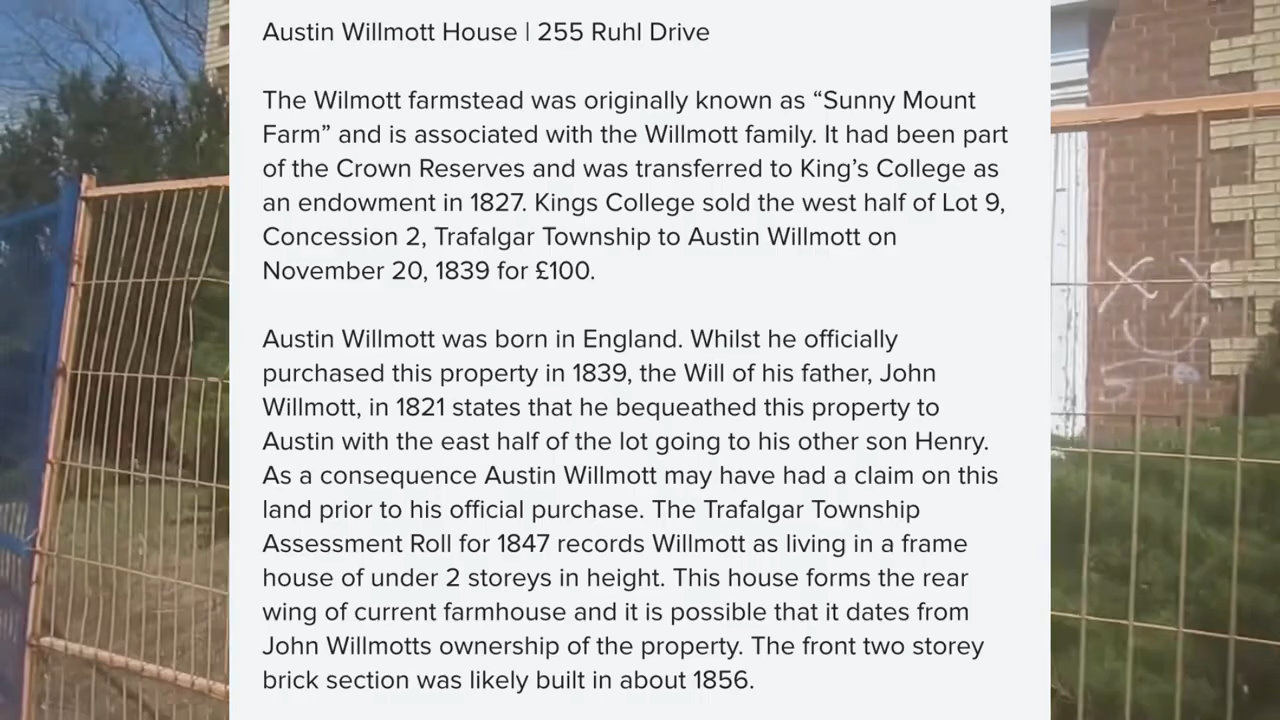 Austin Willmott House | 255 Ruhl Drive
The Wilmott farmstead was originally known as “Sunny Mount
Farm” and is associated with the Willmott family. It had been part
of the Crown Reserves and was transferred to King’s College as
an endowment in 1827. Kings College sold the west half of Lot 9,
Concession 2, Trafalgar Township to Austin Willmott on
November 20, 1839 for £100.
Austin Willmott was born in England. Whilst he officially
purchased this property in 1839, the Will of his father, John
Willmott, in 1821 states that he bequeathed this property to
Austin with the east half of the lot going to his other son Henry.
As a consequence Austin Willmott may have had a claim on this
land prior to his official purchase. The Trafalgar Township
Assessment Roll for 1847 records Willmott as living in a frame
house of under 2 storeys in height. This house forms the rear
wing of current farmhouse and it is possible that it dates from
John Willmotts ownership of the property. The front two storey
brick section was likely built in about 1856.